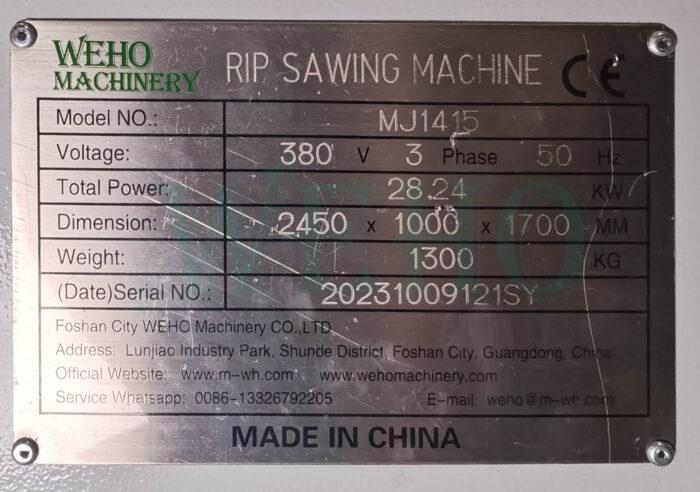 WEHO
MACHINERY
RIP SAWING MACHINE CE
Model NO.: MJ1415
Voltage: 380 V 3 Phase 50 Hz
Total Power: 28.24 KW
Dimension: 2450 x 1000 x 1700 MM
Weight: 1300 KG
(Date)Serial NO.: 20231009121SY
Foshan City WEHO Machinery CO.,LTD
Address: Lunjiao Industry Park, Shunde District, Foshan City, Guangdong, China
Official Website: www.m-wh.com www.wehomachinery.com
Service Whatsapp: 0086-13326792205 E-mail: weho@m-wh.com
MADE IN CHINA
WEHO